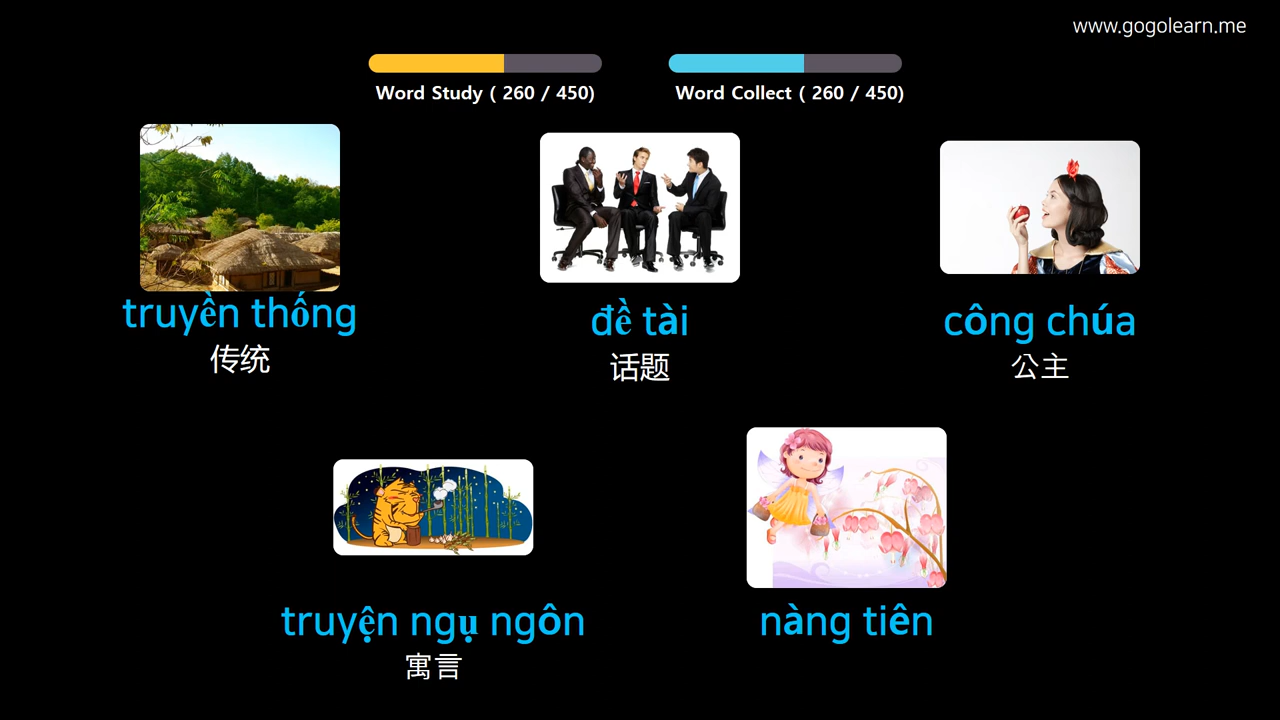 www.gogolearn.me
Word Study ( 260 / 450)
Word Collect ( 260 / 450)
truyền thống
传统
đề tài
话题
công chúa
公主
truyện ngụ ngôn
寓言
nàng tiên